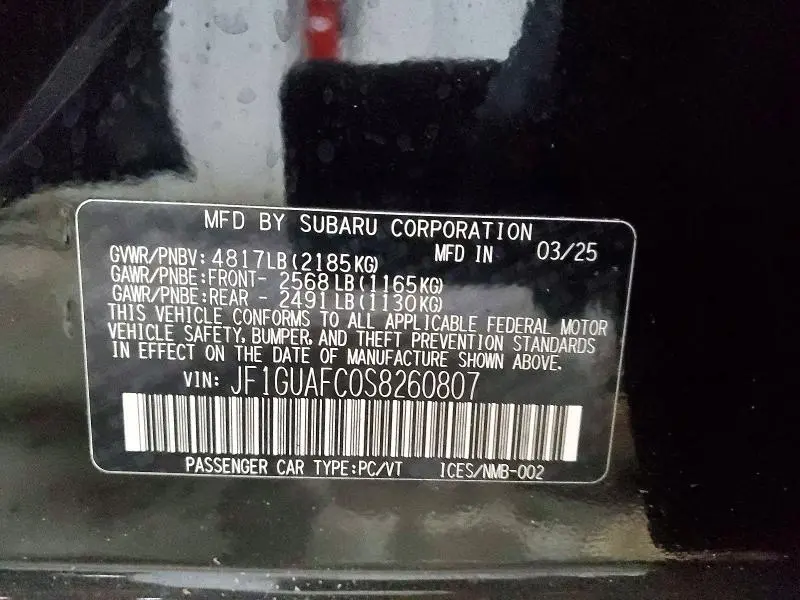 MFD BY SUBARU CORPORATION
GVWR/PNBV: 4817LB(2185KG) MFD IN 03/25
GAWR/PNBE:FRONT- 2568LB(1165KG)
GAWR/PNBE:REAR - 2491LB(1130KG)
THIS VEHICLE CONFORMS TO ALL APPLICABLE FEDERAL MOTOR
VEHICLE SAFETY, BUMPER, AND THEFT PREVENTION STANDARDS
IN EFFECT ON THE DATE OF MANUFACTURE SHOWN ABOVE.
VIN: JF1GUAFC0S8260807
PASSENGER CAR TYPE:PC/VT ICES/NMB-002